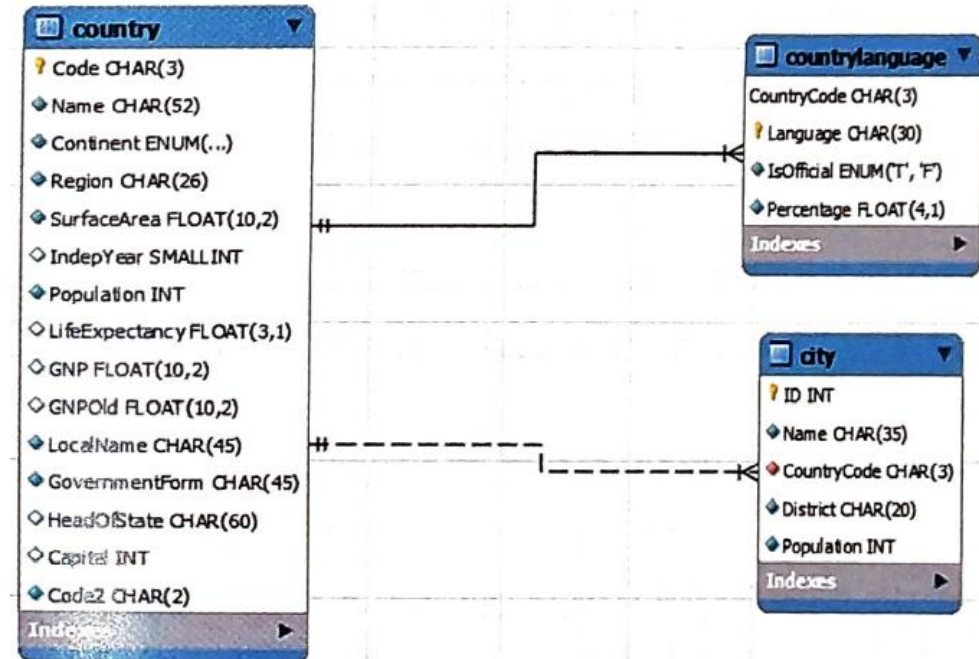 country
Code CHAR(3)
Name CHAR(52)
Continent ENUM(...)
Region CHAR(26)
SurfaceArea FLOAT(10,2)
IndepYear SMALLINT
Population INT
LifeExpectancy FLOAT(3,1)
GNP FLOAT(10,2)
GNPOld FLOAT(10,2)
LocalName CHAR(45)
GovernmentForm CHAR(45)
HeadOfState CHAR(60)
Capital INT
Code2 CHAR(2)
Indexes
countrylanguage
CountryCode CHAR(3)
Language CHAR(30)
IsOfficial ENUM('T', 'F')
Percentage FLOAT(4,1)
Indexes
city
ID INT
Name CHAR(35)
CountryCode CHAR(3)
District CHAR(20)
Population INT
Indexes